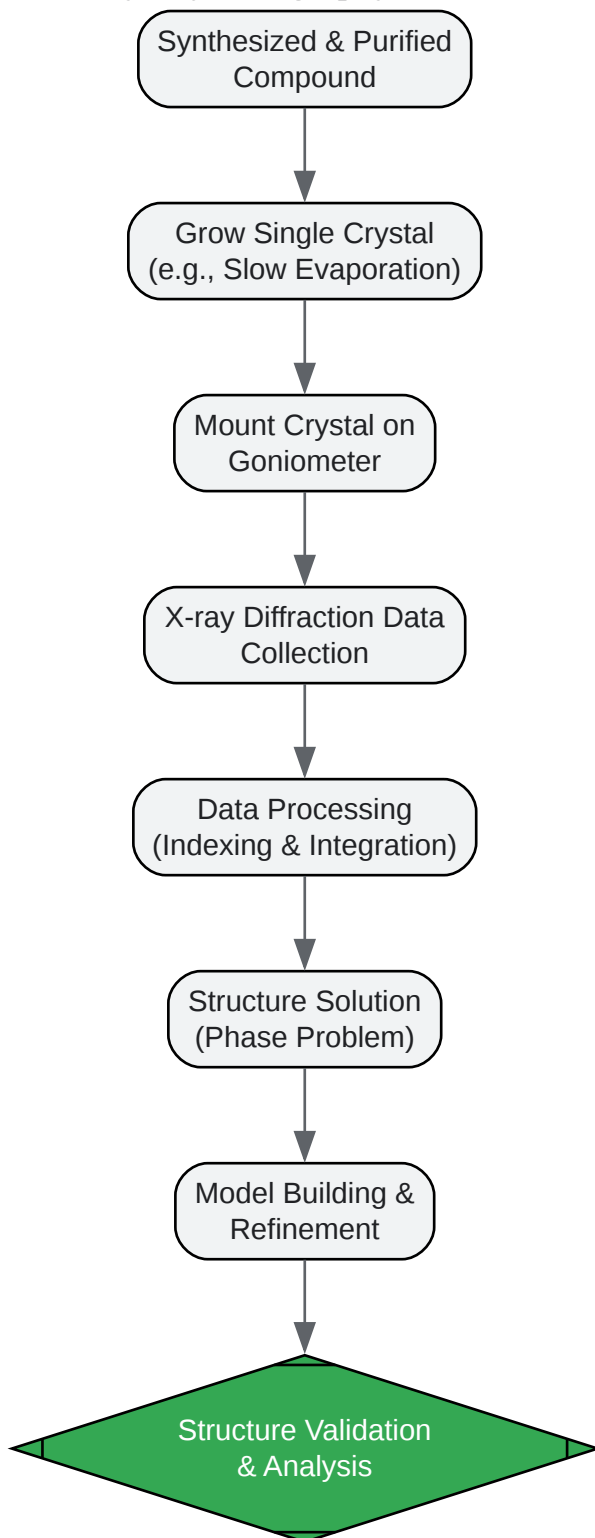 Synthesized & Purified
Compound
Grow Single Crystal
(e.g., Slow Evaporation)
Mount Crystal on
Goniometer
X-ray Diffraction Data
Collection
Data Processing
(Indexing & Integration)
Structure Solution
(Phase Problem)
Model Building &
Refinement
Structure Validation
& Analysis